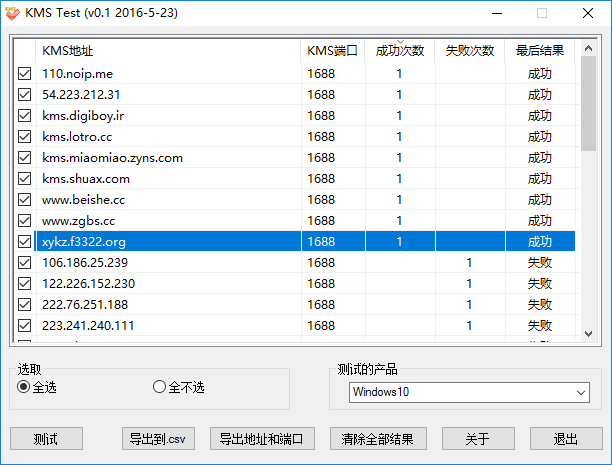 KMS Test (v0.1 2016-5-23)
KMS地址 KMS端口 成功次数 失败次数 最后结果
110.noip.me 1688 1 成功
54.223.212.31 1688 1 成功
kms.digiboy.ir 1688 1 成功
kms.lotro.cc 1688 1 成功
kms.miaomiao.zyns.com 1688 1 成功
kms.shuax.com 1688 1 成功
www.beishe.cc 1688 1 成功
www.zgbs.cc 1688 1 成功
xykz.f3322.org 1688 1 成功
106.186.25.239 1688 1 失败
122.226.152.230 1688 1 失败
222.76.251.188 1688 1 失败
223.241.240.111 1688 1 失败
选取 测试的产品
全选 全不选 Windows10
测试 导出到.csv 导出地址和端口 清除全部结果 关于 退出